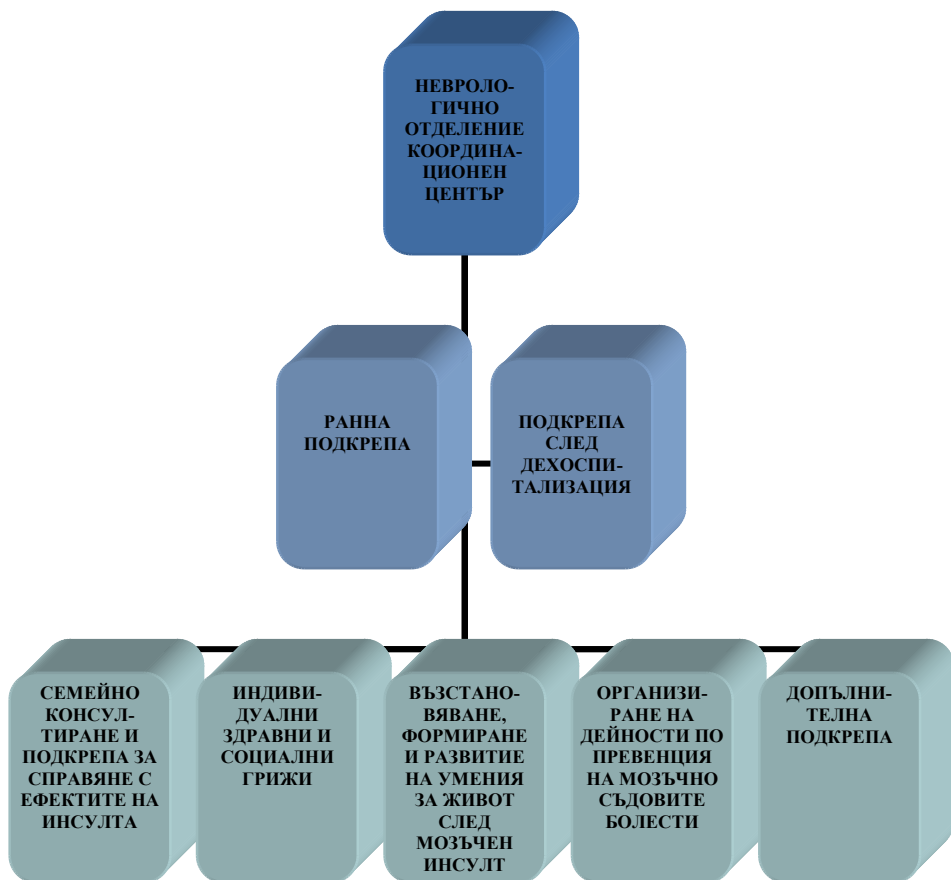 НЕВРОЛО-
ГИЧНО
ОТДЕЛЕНИЕ
КООРДИНА-
ЦИОНЕН
ЦЕНТЪР
РАННА
ПОДКРЕПА
ПОДКРЕПА
СЛЕД
ДЕХОСПИ-
ТАЛИЗАЦИЯ
СЕМЕЙНО
КОНСУЛ-
ТИРАНЕ И
ПОДКРЕПА ЗА
СПРАВЯНЕ С
ЕФЕКТИТЕ НА
ИНСУЛТА
ИНДИВИ-
ДУАЛНИ
ЗДРАВНИ И
СОЦИАЛНИ
ГРИЖИ
ВЪЗСТАНО-
ВЯВАНЕ,
ФОРМИРАНЕ
И РАЗВИТИЕ
НА УМЕНИЯ
ЗА ЖИВОТ
СЛЕД
МОЗЪЧЕН
ИНСУЛТ
ОРГАНИЗИ-
РАНЕ НА
ДЕЙНОСТИ ПО
ПРЕВЕНЦИЯ
НА МОЗЪЧНО
СЪДОВИТЕ
БОЛЕСТИ
ДОПЪЛНИ-
ТЕЛНА
ПОДКРЕПА